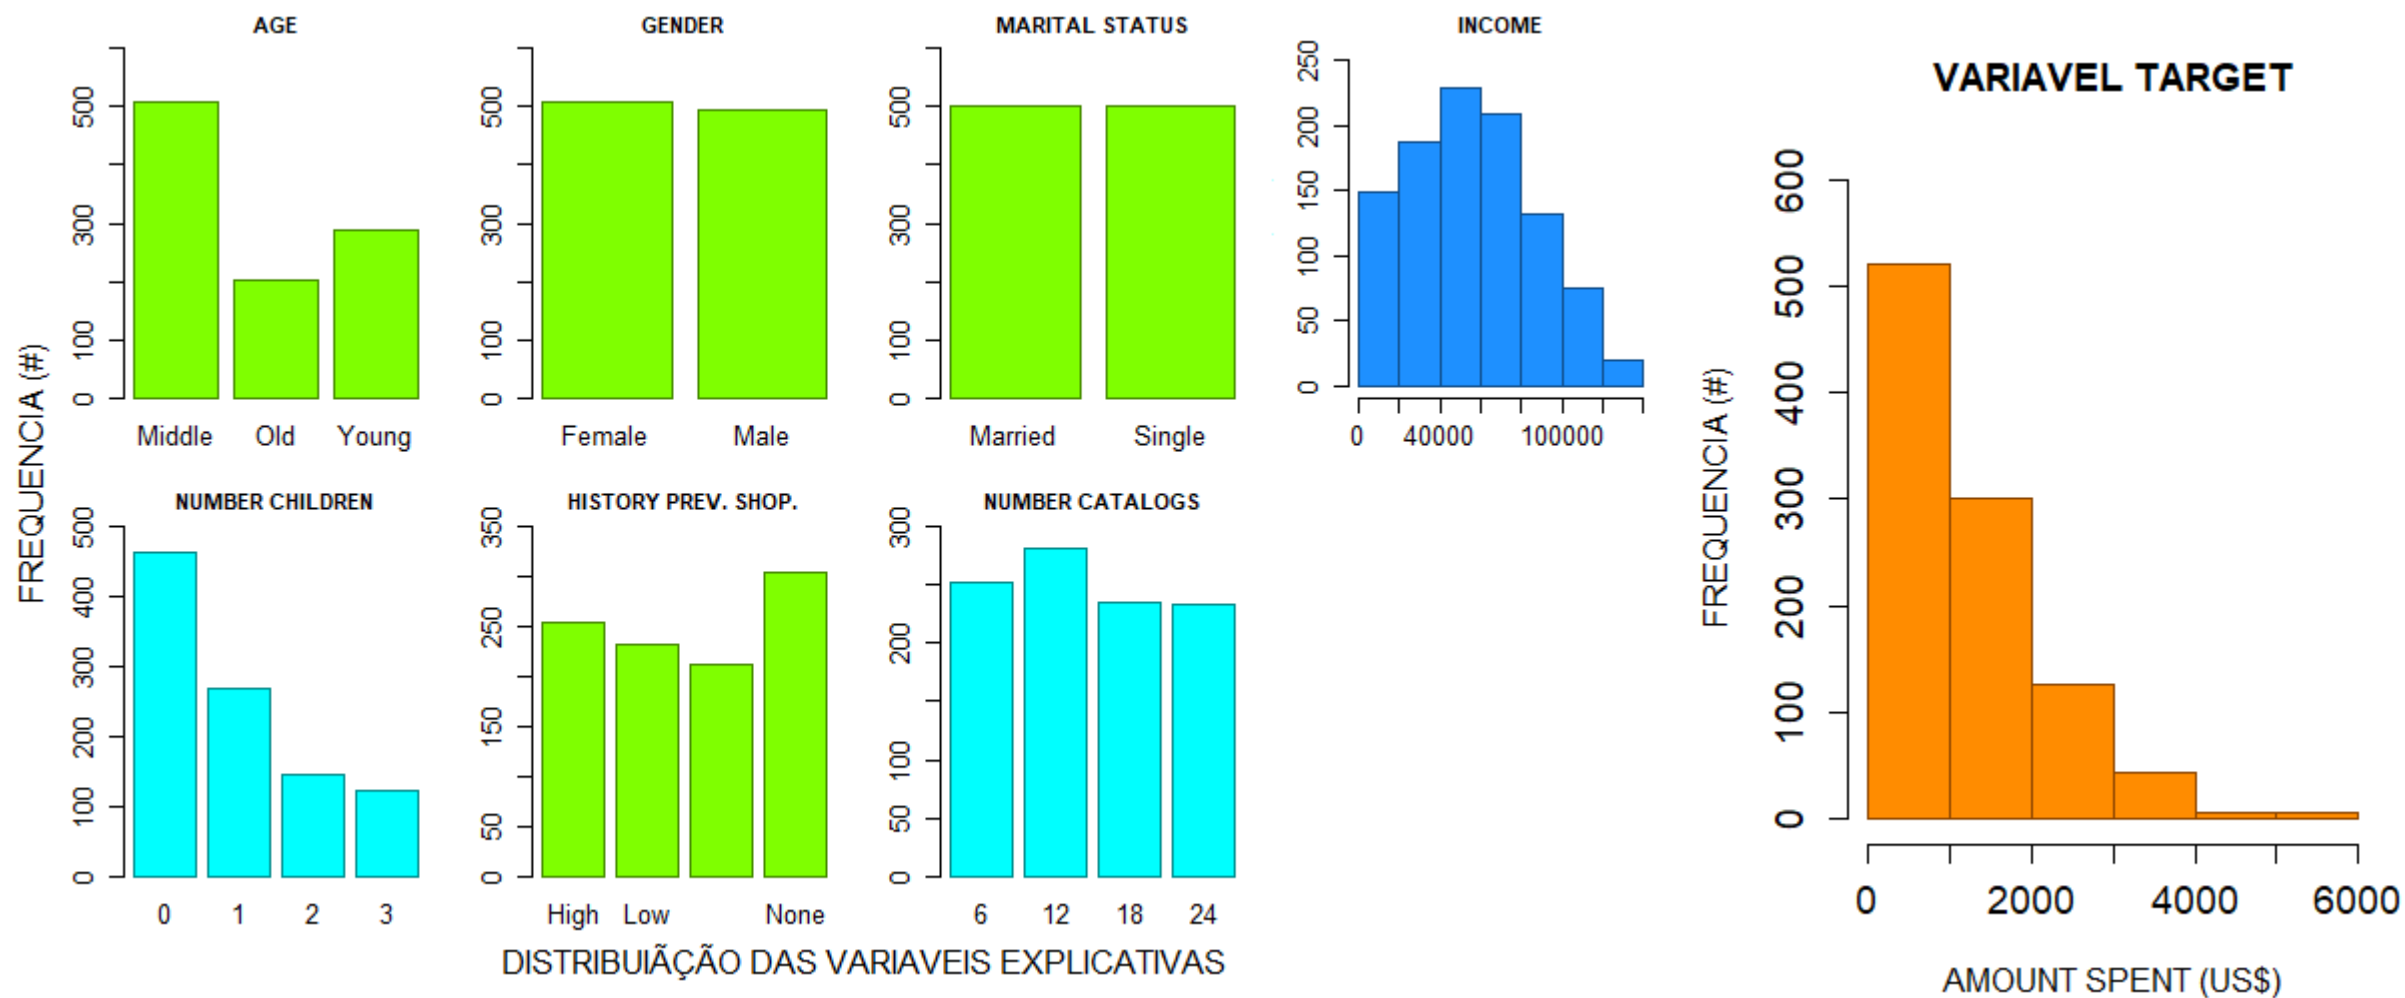 AGE
500
300
100
0
Middle Old Young
GENDER
500
300
100
0
Female Male
MARITAL STATUS
500
300
100
0
Married Single
INCOME
250
200
150
100
50
0
0 40000 100000
FREQUENCIA (#)
NUMBER CHILDREN
500
400
300
200
100
0
0 1 2 3
HISTORY PREV. SHOP.
350
250
150
50
0
High Low None
NUMBER CATALOGS
300
200
100
50
0
6 12 18 24
DISTRIBUIÃÇÃO DAS VARIAVEIS EXPLICATIVAS
VARIAVEL TARGET
FREQUENCIA (#)
600
500
400
300
200
100
0
0 2000 4000 6000
AMOUNT SPENT (US$)